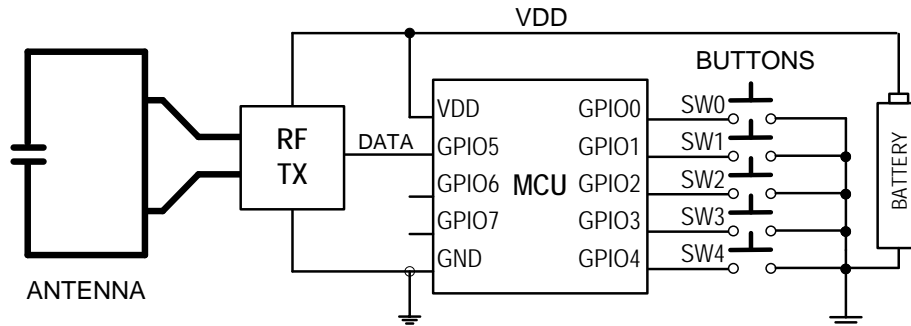 VDD
BUTTONS
ANTENNA
RF
TX
DATA
VDD
GPIO5
GPIO6
GPIO7
GND
MCU
GPIO0
GPIO1
GPIO2
GPIO3
GPIO4
SW0
SW1
SW2
SW3
SW4
BATTERY